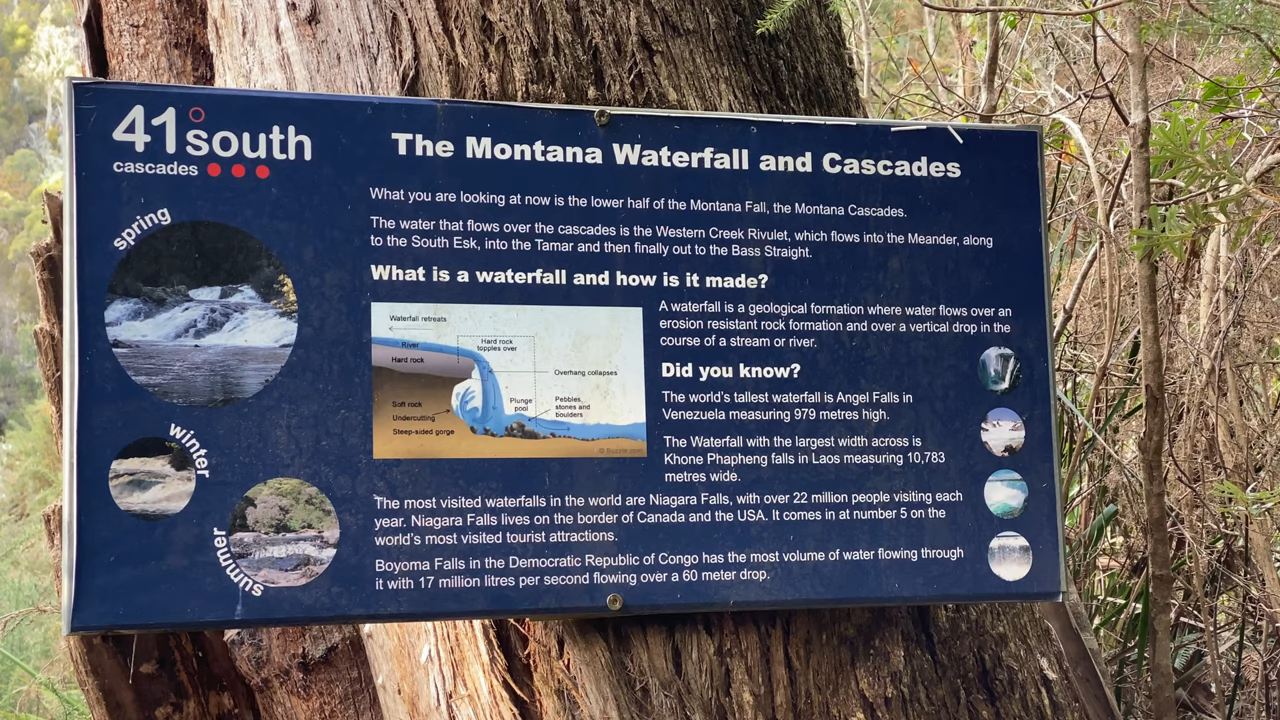 41°south
cascades
The Montana Waterfall and Cascades
What you are looking at now is the lower half of the Montana Fall, the Montana Cascades.
The water that flows over the cascades is the Western Creek Rivulet, which flows into the Meander, along
to the South Esk, into the Tamar and then finally out to the Bass Straight.
spring
winter
summer
What is a waterfall and how is it made?
Waterfall retreats
River
Hard rock
Hard rock
topples over
Overhang collapses
Soft rock
Undercutting
Steep-sided gorge
Plunge
pool
Pebbles,
stones and
boulders
© Buzzle.com
A waterfall is a geological formation where water flows over an
erosion resistant rock formation and over a vertical drop in the
course of a stream or river.
Did you know?
The world's tallest waterfall is Angel Falls in
Venezuela measuring 979 metres high.
The Waterfall with the largest width across is
Khone Phapheng falls in Laos measuring 10,783
metres wide.
The most visited waterfalls in the world are Niagara Falls, with over 22 million people visiting each
year. Niagara Falls lives on the border of Canada and the USA. It comes in at number 5 on the
world's most visited tourist attractions.
Boyoma Falls in the Democratic Republic of Congo has the most volume of water flowing through
it with 17 million litres per second flowing over a 60 meter drop.